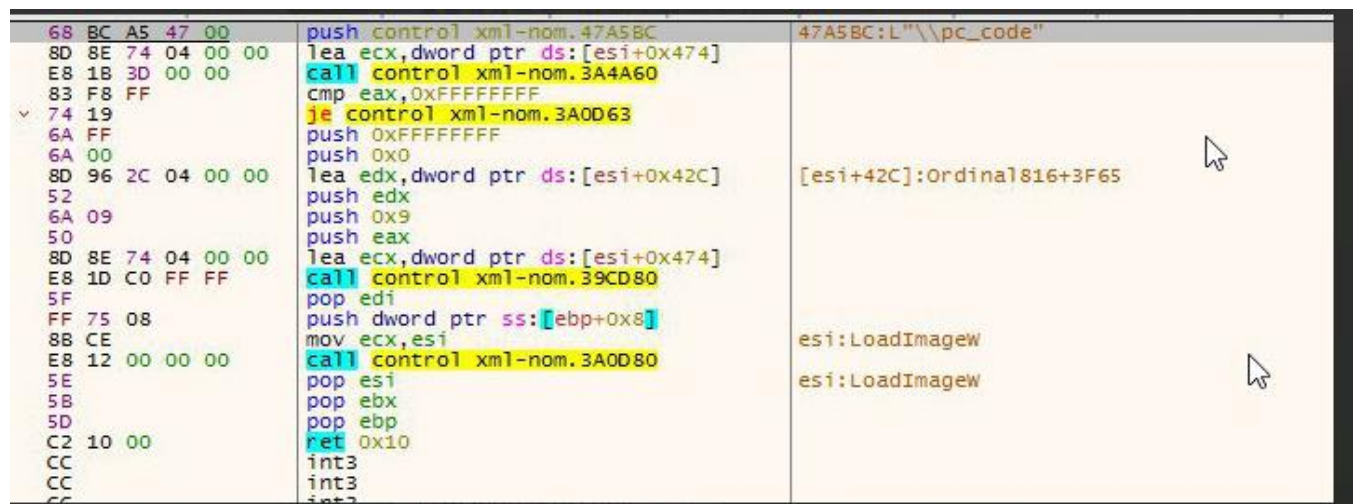 68 BC A5 47 00 push control xml-nom.47A5BC 47A5BC:L"\\pc_code"
8D 8E 74 04 00 00 lea ecx,dword ptr ds:[esi+0x474]
E8 1B 3D 00 00 call control xml-nom.3A4A60
83 F8 FF cmp eax,0xFFFFFFFF
74 19 je control xml-nom.3A0D63
6A FF push 0xFFFFFFFF
6A 00 push 0x0
8D 96 2C 04 00 00 lea edx,dword ptr ds:[esi+0x42C] [esi+42C]:Ordinal816+3F65
52 push edx
6A 09 push 0x9
50 push eax
8D 8E 74 04 00 00 lea ecx,dword ptr ds:[esi+0x474]
E8 1D C0 FF FF call control xml-nom.39CD80
5F pop edi
FF 75 08 push dword ptr ss:[ebp+0x8]
8B CE mov ecx,esi esi:LoadImageW
E8 12 00 00 00 call control xml-nom.3A0D80
5E pop esi esi:LoadImageW
5B pop ebx
5D pop ebp
C2 10 00 ret 0x10
CC int3
CC int3
CC int3